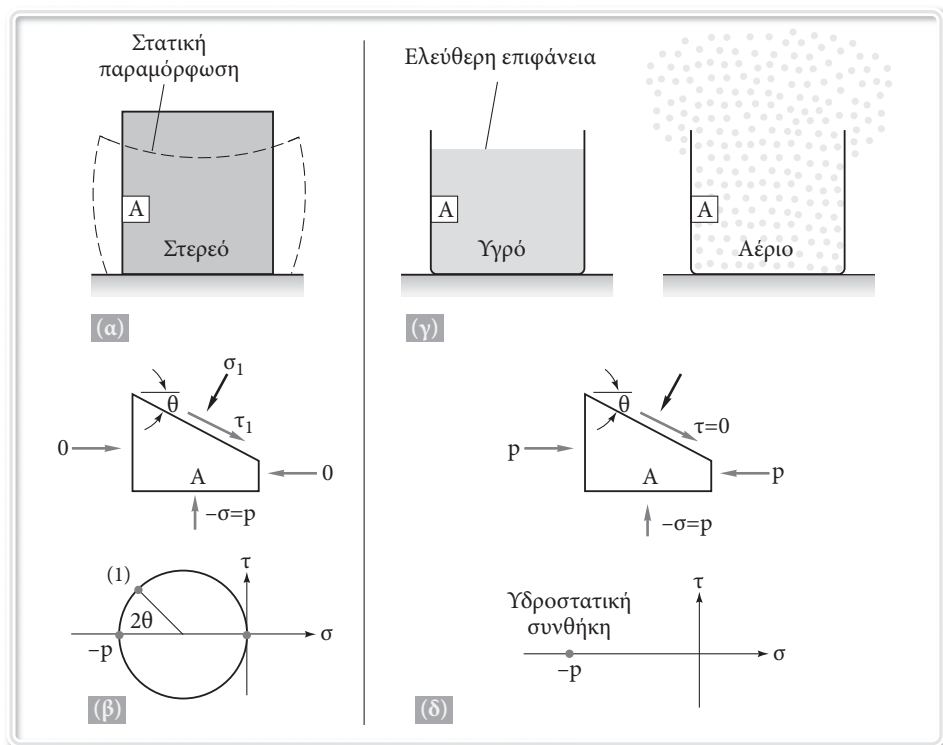 Στατική
παραμόρφωση
A
Στερεό
(α)
σ1
θ
τ1
0
0
A
–σ=p
τ
(1)
2θ
σ
–p
(β)
Ελεύθερη επιφάνεια
A
Υγρό
A
Αέριο
(γ)
θ
τ=0
p
p
A
–σ=p
τ
Υδροστατική
συνθήκη
σ
–p
(δ)